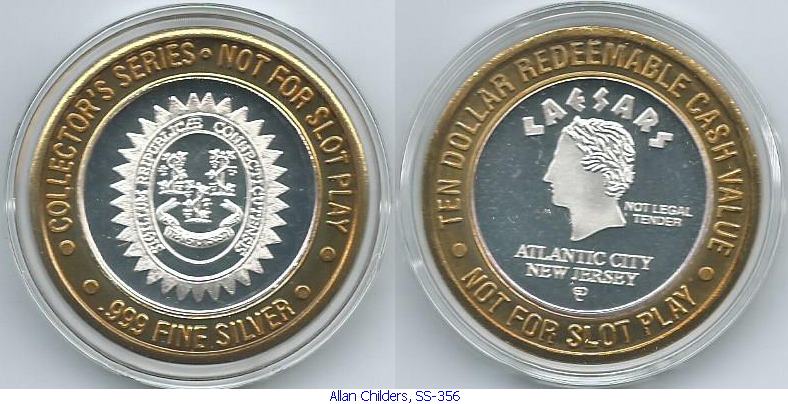 COLLECTOR'S SERIES • NOT FOR SLOT PLAY •
• .999 FINE SILVER •
SIGILLUM REIPUBLICÆ CONNECTICUTENSIS
• TEN DOLLAR REDEEMABLE CASH VALUE •
NOT FOR SLOT PLAY
CAESARS
NOT LEGAL
TENDER
ATLANTIC CITY
NEW JERSEY
Allan Childers, SS-356